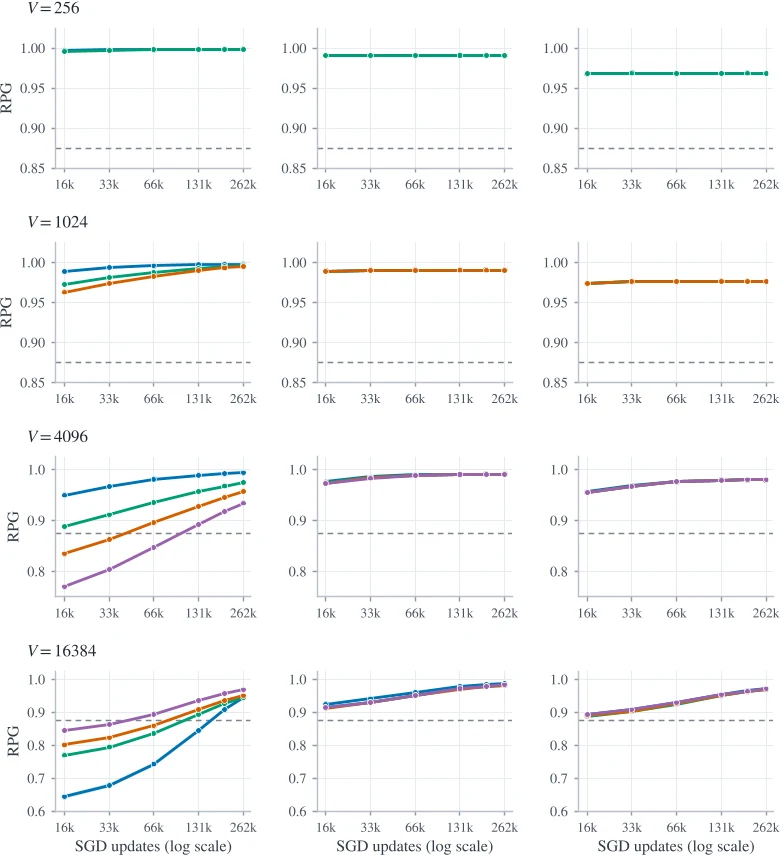 V = 256
RPG
1.00 1.00 1.00
0.95 0.95 0.95
0.90 0.90 0.90
0.85 0.85 0.85
16k 33k 66k 131k 262k 16k 33k 66k 131k 262k 16k 33k 66k 131k 262k
V = 1024
RPG
1.00 1.00 1.00
0.95 0.95 0.95
0.90 0.90 0.90
0.85 0.85 0.85
16k 33k 66k 131k 262k 16k 33k 66k 131k 262k 16k 33k 66k 131k 262k
V = 4096
RPG
1.0 1.0 1.0
0.9 0.9 0.9
0.8 0.8 0.8
16k 33k 66k 131k 262k 16k 33k 66k 131k 262k 16k 33k 66k 131k 262k
V = 16384
RPG
1.0 1.0 1.0
0.9 0.9 0.9
0.8 0.8 0.8
0.7 0.7 0.7
0.6 0.6 0.6
16k 33k 66k 131k 262k 16k 33k 66k 131k 262k 16k 33k 66k 131k 262k
SGD updates (log scale) SGD updates (log scale) SGD updates (log scale)